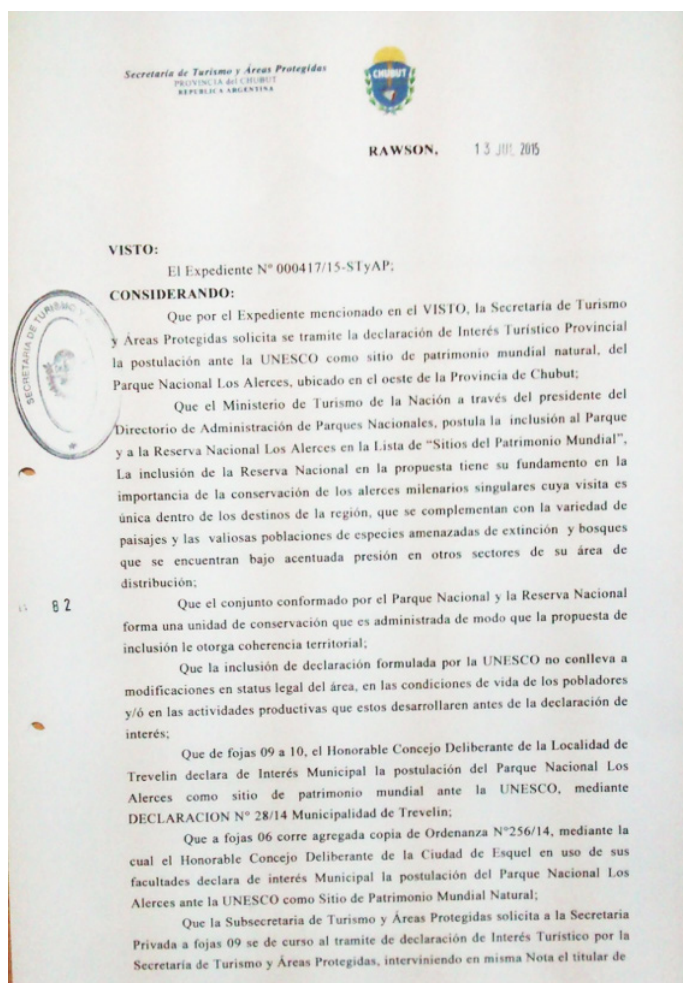 Secretaría de Turismo y Áreas Protegidas
PROVINCIA del CHUBUT
REPUBLICA ARGENTINA
CHUBUT
RAWSON, 13 JUL 2015
VISTO:
El Expediente N° 000417/15-STyAP;
CONSIDERANDO:
Que por el Expediente mencionado en el VISTO, la Secretaría de Turismo
y Áreas Protegidas solicita se tramite la declaración de Interés Turístico Provincial
la postulación ante la UNESCO como sitio de patrimonio mundial natural, del
Parque Nacional Los Alerces, ubicado en el oeste de la Provincia de Chubut;
Que el Ministerio de Turismo de la Nación a través del presidente del
Directorio de Administración de Parques Nacionales, postula la inclusión al Parque
y a la Reserva Nacional Los Alerces en la Lista de “Sitios del Patrimonio Mundial”,
La inclusión de la Reserva Nacional en la propuesta tiene su fundamento en la
importancia de la conservación de los alerces milenarios singulares cuya visita es
única dentro de los destinos de la región, que se complementan con la variedad de
paisajes y las valiosas poblaciones de especies amenazadas de extinción y bosques
que se encuentran bajo acentuada presión en otros sectores de su área de
distribución;
82
Que el conjunto conformado por el Parque Nacional y la Reserva Nacional
forma una unidad de conservación que es administrada de modo que la propuesta de
inclusión le otorga coherencia territorial;
Que la inclusión de declaración formulada por la UNESCO no conlleva a
modificaciones en status legal del área, en las condiciones de vida de los pobladores
y/ó en las actividades productivas que estos desarrollaren antes de la declaración de
interés;
Que de fojas 09 a 10, el Honorable Concejo Deliberante de la Localidad de
Trevelin declara de Interés Municipal la postulación del Parque Nacional Los
Alerces como sitio de patrimonio mundial ante la UNESCO, mediante
DECLARACION N° 28/14 Municipalidad de Trevelin;
Que a fojas 06 corre agregada copia de Ordenanza N°256/14, mediante la
cual el Honorable Concejo Deliberante de la Ciudad de Esquel en uso de sus
facultades declara de interés Municipal la postulación del Parque Nacional Los
Alerces ante la UNESCO como Sitio de Patrimonio Mundial Natural;
Que la Subsecretaria de Turismo y Áreas Protegidas solicita a la Secretaria
Privada a fojas 09 se de curso al tramite de declaración de Interés Turístico por la
Secretaría de Turismo y Áreas Protegidas, interviniendo en misma Nota el titular de
SECRETARIA DE TURISMO Y